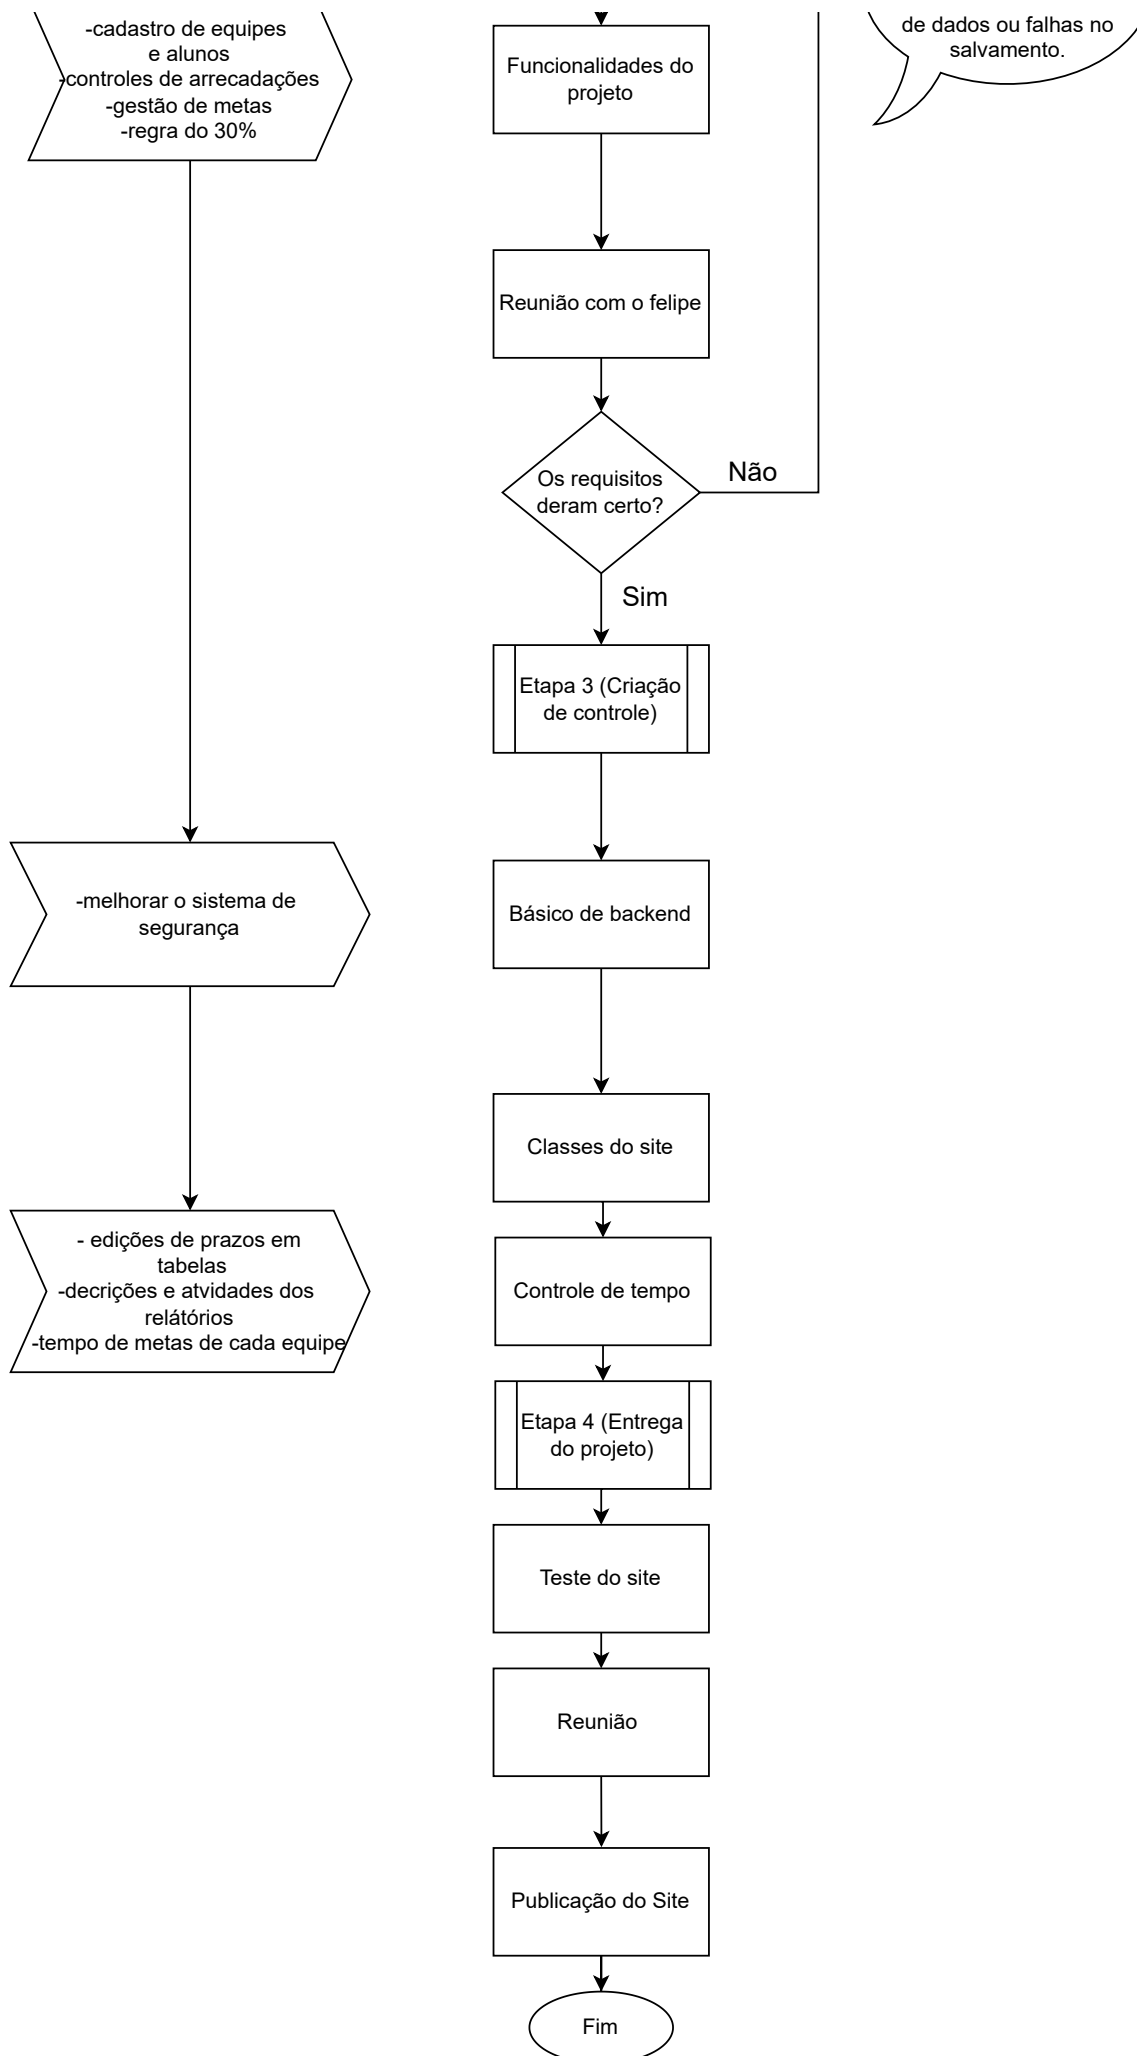 -cadastro de equipes
e alunos
-controles de arrecadações
-gestão de metas
-regra do 30%
Funcionalidades do
projeto
de dados ou falhas no
salvamento.
Reunião com o felipe
Os requisitos
deram certo?
Não
Sim
Etapa 3 (Criação
de controle)
-melhorar o sistema de
segurança
Básico de backend
Classes do site
- edições de prazos em
tabelas
-decrições e atvidades dos
relátórios
-tempo de metas de cada equipe
Controle de tempo
Etapa 4 (Entrega
do projeto)
Teste do site
Reunião
Publicação do Site
Fim